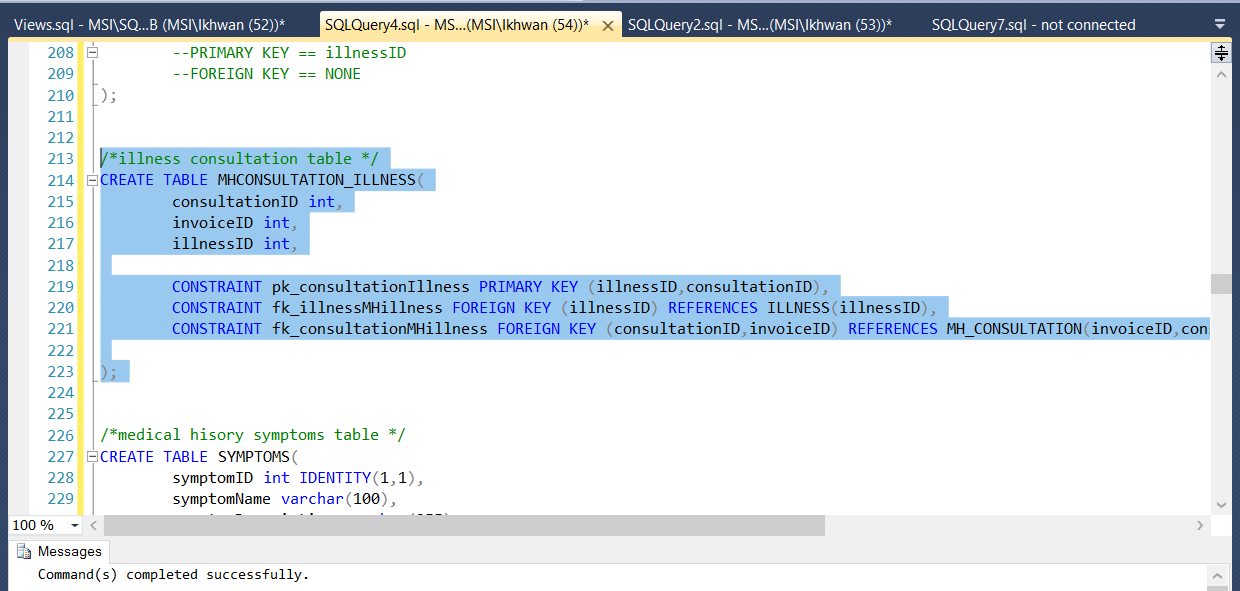 Views.sql - MSI\SQ...B (MSI\Ikhwan (52))* SQLQuery4.sql - MS...(MSI\Ikhwan (54))* SQLQuery2.sql - MS...(MSI\Ikhwan (53))* SQLQuery7.sql - not connected
208 --PRIMARY KEY == illnessID
209 --FOREIGN KEY == NONE
210 );
211
212
213 /*illness consultation table */
214 CREATE TABLE MHCONSULTATION_ILLNESS(
215 consultationID int,
216 invoiceID int,
217 illnessID int,
218
219 CONSTRAINT pk_consultationIllness PRIMARY KEY (illnessID,consultationID),
220 CONSTRAINT fk_illnessMHillness FOREIGN KEY (illnessID) REFERENCES ILLNESS(illnessID),
221 CONSTRAINT fk_consultationMHillness FOREIGN KEY (consultationID,invoiceID) REFERENCES MH_CONSULTATION(invoiceID,con
222
223 );
224
225
226 /*medical hisory symptoms table */
227 CREATE TABLE SYMPTOMS(
228 symptomID int IDENTITY(1,1),
229 symptomName varchar(100),
100 %
Messages
Command(s) completed successfully.